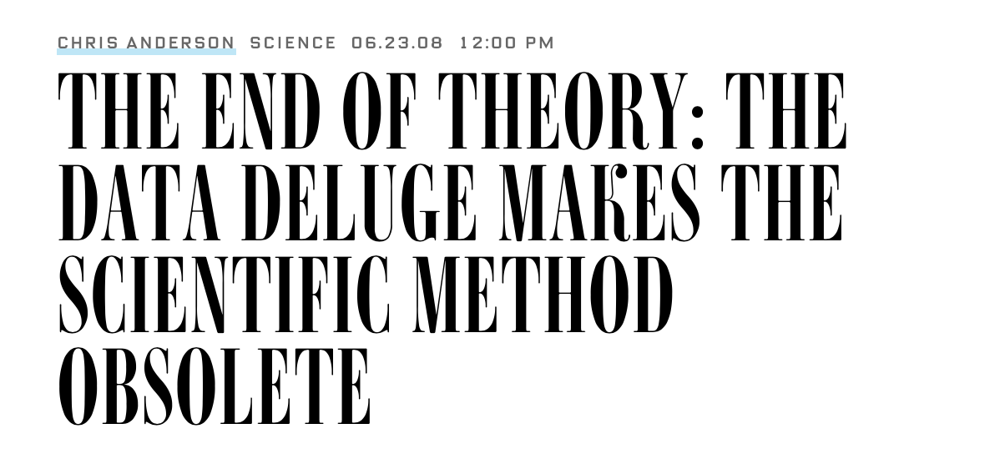 CHRIS ANDERSON SCIENCE 06.23.08 12:00 PM
THE END OF THEORY: THE
DATA DELUGE MAKES THE
SCIENTIFIC METHOD
OBSOLETE